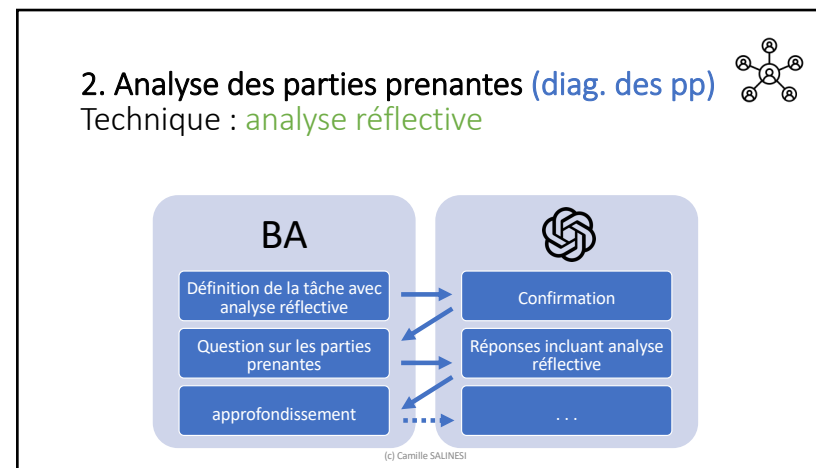 2. Analyse des parties prenantes (diag. des pp)
Technique : analyse réflective
BA
Définition de la tâche avec
analyse réflective
Confirmation
Question sur les parties
prenantes
Réponses incluant analyse
réflective
approfondissement
. . .
(c) Camille SALINESI